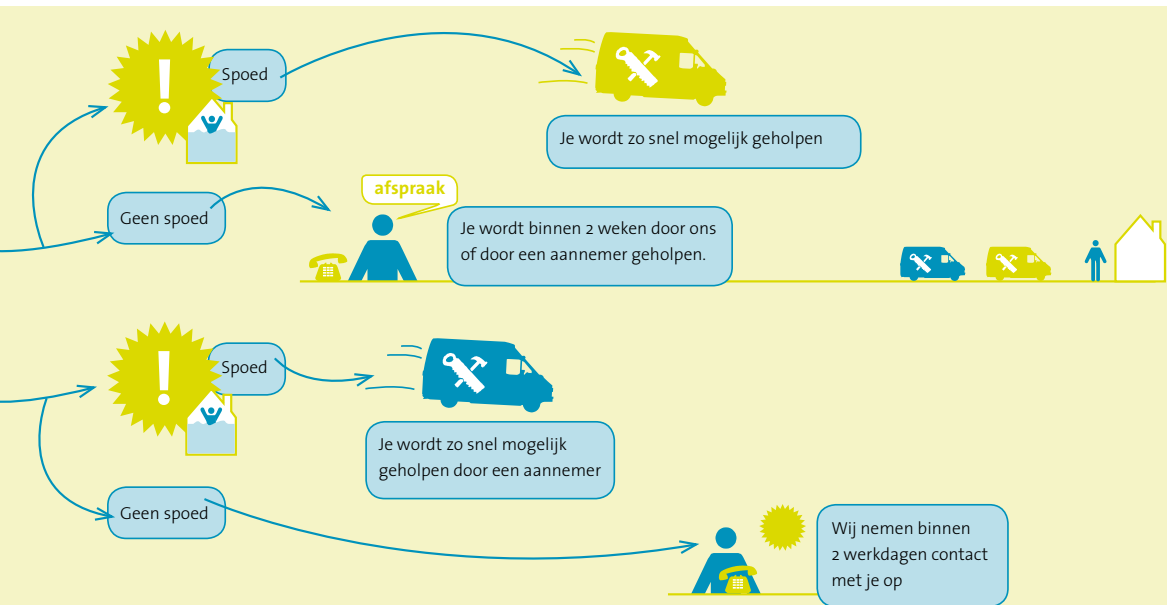 !
Spoed
Je wordt zo snel mogelijk geholpen
Geen spoed
afspraak
Je wordt binnen 2 weken door ons
of door een aannemer geholpen.
!
Spoed
Je wordt zo snel mogelijk
geholpen door een aannemer
Geen spoed
Wij nemen binnen
2 werkdagen contact
met je op